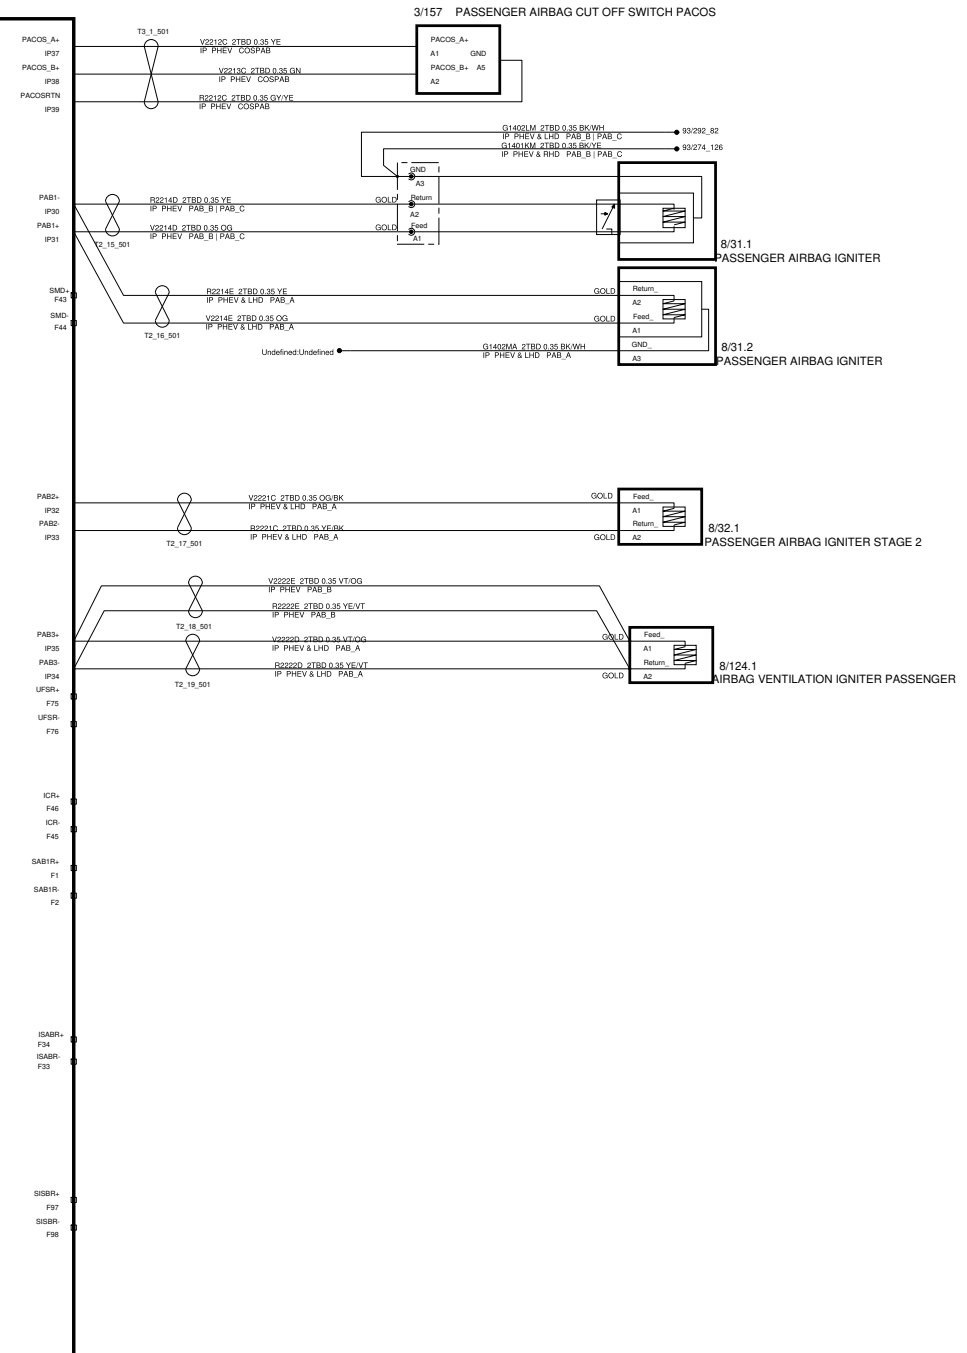 3/157 PASSENGER AIRBAG CUT OFF SWITCH PACOS
T3_1_501
PACOS_A+
IP37
V2212C 2TBD 0.35 YE
IP PHEV COSPAB
PACOS_A+
A1 GND
PACOS_B+
IP38
V2213C 2TBD 0.35 GN
IP PHEV COSPAB
PACOS_B+ A5
A2
PACOSRTN
IP39
R2212C 2TBD 0.35 GY/YE
IP PHEV COSPAB
G1402LM 2TBD 0.35 BK/WH
IP PHEV & LHD PAB_B | PAB_C
93/292_82
G1401KM 2TBD 0.35 BK/YE
IP PHEV & RHD PAB_B | PAB_C
93/274_126
GND
A3
PAB1-
IP30
R2214D 2TBD 0.35 YE
IP PHEV PAB_B | PAB_C
GOLD
Return
A2
PAB1+
IP31
V2214D 2TBD 0.35 OG
IP PHEV PAB_B | PAB_C
GOLD
Feed
A1
T2_15_501
8/31.1
PASSENGER AIRBAG IGNITER
SMD+
F43
R2214E 2TBD 0.35 YE
IP PHEV & LHD PAB_A
GOLD
Return_
A2
SMD-
F44
V2214E 2TBD 0.35 OG
IP PHEV & LHD PAB_A
GOLD
Feed_
A1
T2_16_501
Undefined:Undefined
G1402MA 2TBD 0.35 BK/WH
IP PHEV & LHD PAB_A
GND_
A3
8/31.2
PASSENGER AIRBAG IGNITER
PAB2+
IP32
V2221C 2TBD 0.35 OG/BK
IP PHEV & LHD PAB_A
GOLD
Feed_
A1
PAB2-
IP33
R2221C 2TBD 0.35 YE/BK
IP PHEV & LHD PAB_A
GOLD
Return_
A2
T2_17_501
8/32.1
PASSENGER AIRBAG IGNITER STAGE 2
V2222E 2TBD 0.35 VT/OG
IP PHEV PAB_B
R2222E 2TBD 0.35 YE/VT
IP PHEV PAB_B
T2_18_501
PAB3+
IP35
V2222D 2TBD 0.35 VT/OG
IP PHEV & LHD PAB_A
GOLD
Feed_
A1
PAB3-
IP34
R2222D 2TBD 0.35 YE/VT
IP PHEV & LHD PAB_A
GOLD
Return_
A2
T2_19_501
8/124.1
AIRBAG VENTILATION IGNITER PASSENGER
UFSR+
F75
UFSR-
F76
ICR+
F46
ICR-
F45
SAB1R+
F1
SAB1R-
F2
ISABR+
F34
ISABR-
F33
SISBR+
F97
SISBR-
F98